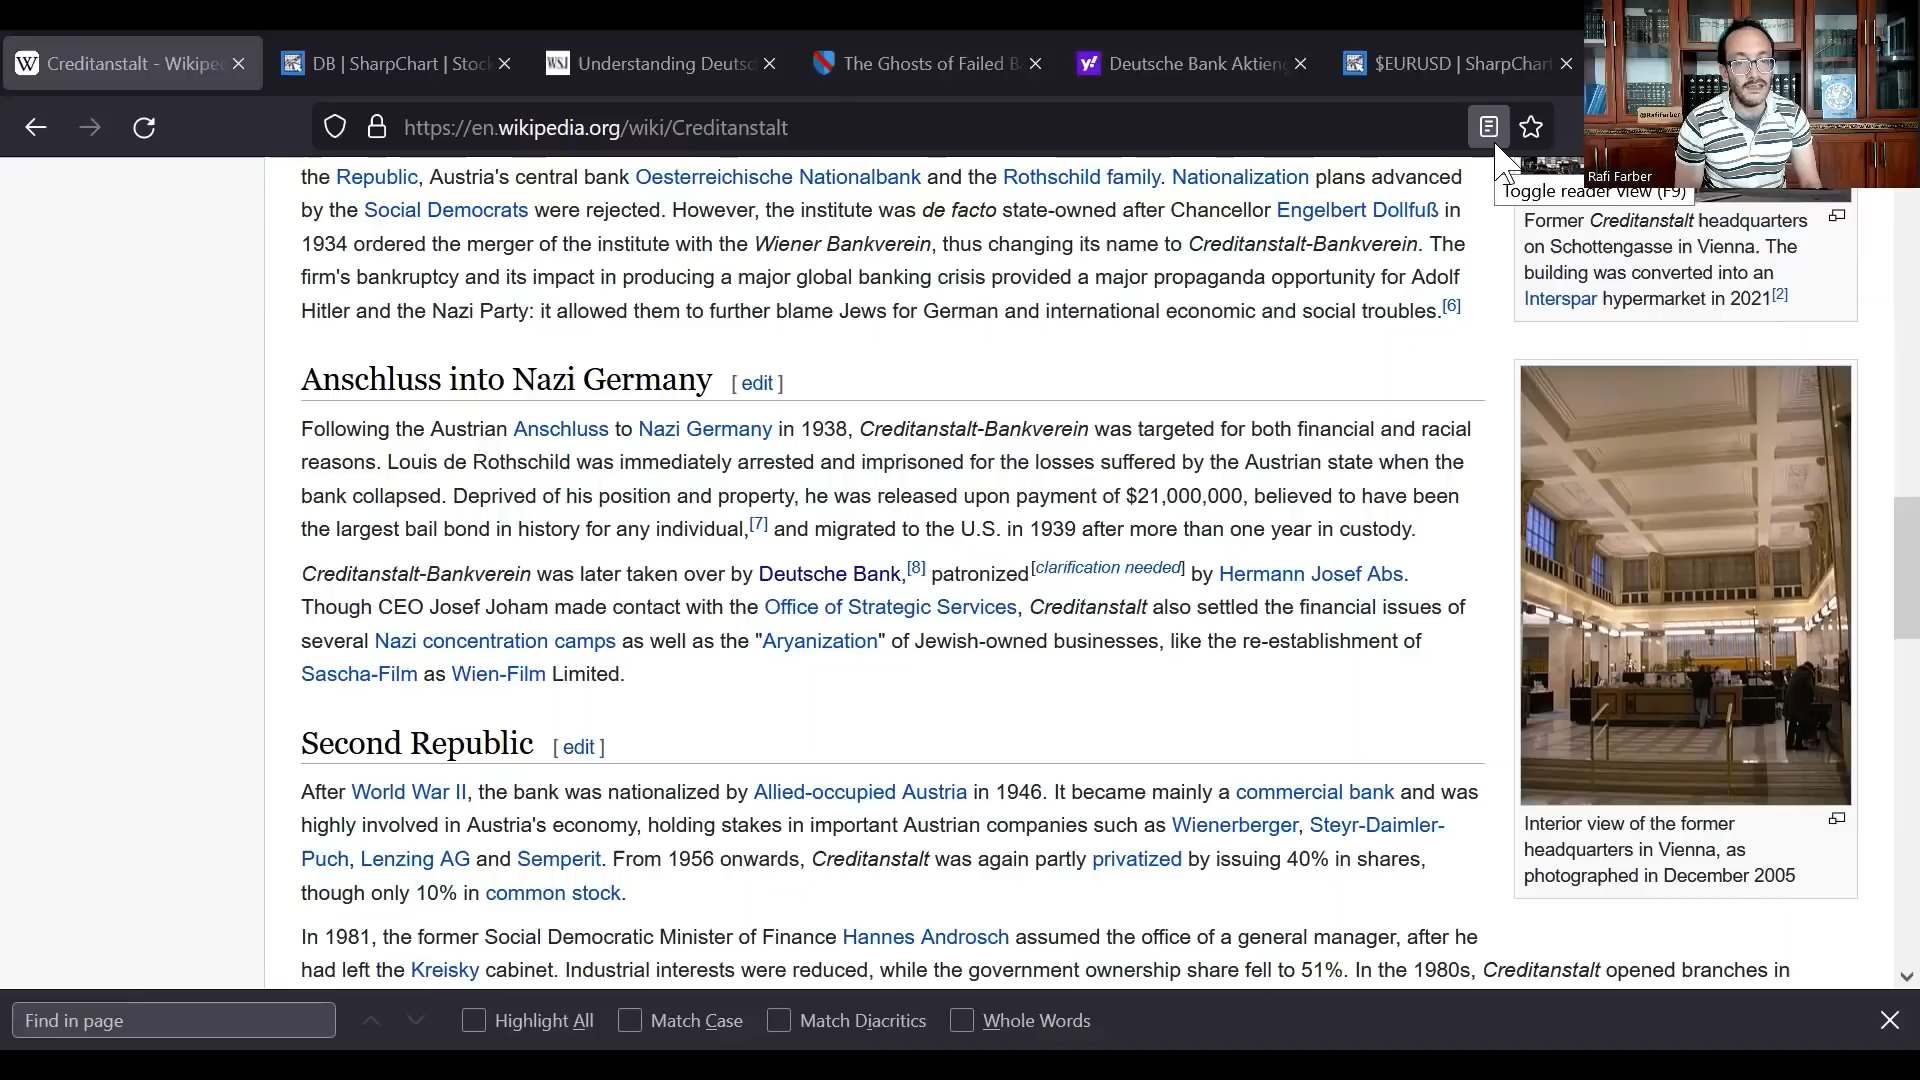 Creditanstalt - Wikipe
DB | SharpChart | Stoc
WSJ
Understanding Deutsc
The Ghosts of Failed B
y!
Deutsche Bank Aktien
$EURUSD | SharpChar
https://en.wikipedia.org/wiki/Creditanstalt
@Rafifarber
Rafi Farber
Toggle reader view (F9)
the Republic, Austria's central bank Oesterreichische Nationalbank and the Rothschild family. Nationalization plans advanced
by the Social Democrats were rejected. However, the institute was de facto state-owned after Chancellor Engelbert Dollfuß in
1934 ordered the merger of the institute with the Wiener Bankverein, thus changing its name to Creditanstalt-Bankverein. The
firm's bankruptcy and its impact in producing a major global banking crisis provided a major propaganda opportunity for Adolf
Hitler and the Nazi Party: it allowed them to further blame Jews for German and international economic and social troubles.[6]
Former Creditanstalt headquarters
on Schottengasse in Vienna. The
building was converted into an
Interspar hypermarket in 2021[2]
Anschluss into Nazi Germany [ edit ]
Following the Austrian Anschluss to Nazi Germany in 1938, Creditanstalt-Bankverein was targeted for both financial and racial
reasons. Louis de Rothschild was immediately arrested and imprisoned for the losses suffered by the Austrian state when the
bank collapsed. Deprived of his position and property, he was released upon payment of $21,000,000, believed to have been
the largest bail bond in history for any individual,[7] and migrated to the U.S. in 1939 after more than one year in custody.
Creditanstalt-Bankverein was later taken over by Deutsche Bank,[8] patronized[clarification needed] by Hermann Josef Abs.
Though CEO Josef Joham made contact with the Office of Strategic Services, Creditanstalt also settled the financial issues of
several Nazi concentration camps as well as the "Aryanization" of Jewish-owned businesses, like the re-establishment of
Sascha-Film as Wien-Film Limited.
Second Republic [ edit ]
After World War II, the bank was nationalized by Allied-occupied Austria in 1946. It became mainly a commercial bank and was
highly involved in Austria's economy, holding stakes in important Austrian companies such as Wienerberger, Steyr-Daimler-
Puch, Lenzing AG and Semperit. From 1956 onwards, Creditanstalt was again partly privatized by issuing 40% in shares,
though only 10% in common stock.
Interior view of the former
headquarters in Vienna, as
photographed in December 2005
In 1981, the former Social Democratic Minister of Finance Hannes Androsch assumed the office of a general manager, after he
had left the Kreisky cabinet. Industrial interests were reduced, while the government ownership share fell to 51%. In the 1980s, Creditanstalt opened branches in
Find in page
Highlight All
Match Case
Match Diacritics
Whole Words